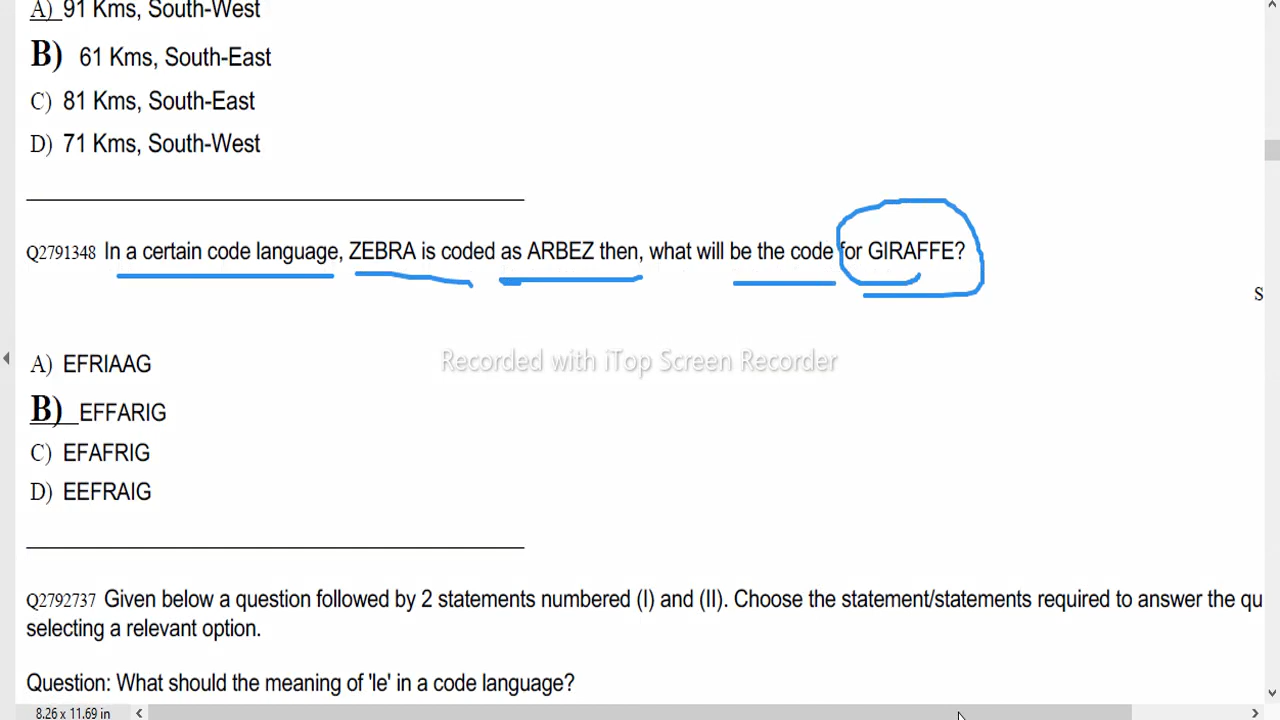 A) 91 Kms, South-West
B) 61 Kms, South-East
C) 81 Kms, South-East
D) 71 Kms, South-West
Q2791348 In a certain code language, ZEBRA is coded as ARBEZ then, what will be the code for GIRAFFE?
S
A) EFRIAAG
Recorded with iTop Screen Recorder
B) EFFARIG
C) EFAFRIG
D) EEFRAIG
Q2792737 Given below a question followed by 2 statements numbered (I) and (II). Choose the statement/statements required to answer the qu
selecting a relevant option.
Question: What should the meaning of 'le' in a code language?
8.26 x 11.69 in